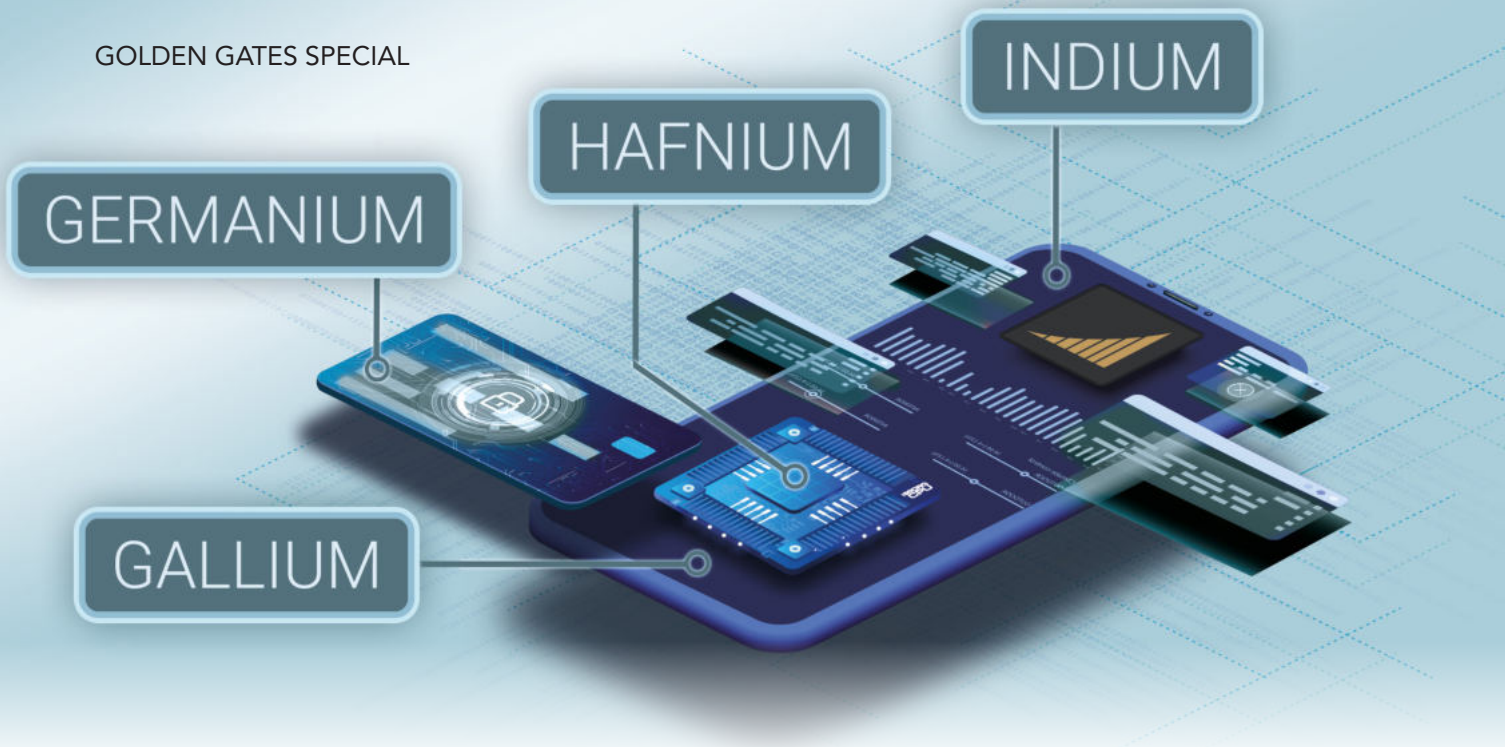 GOLDEN GATES SPECIAL
INDIUM
HAFNIUM
GERMANIUM
GALLIUM